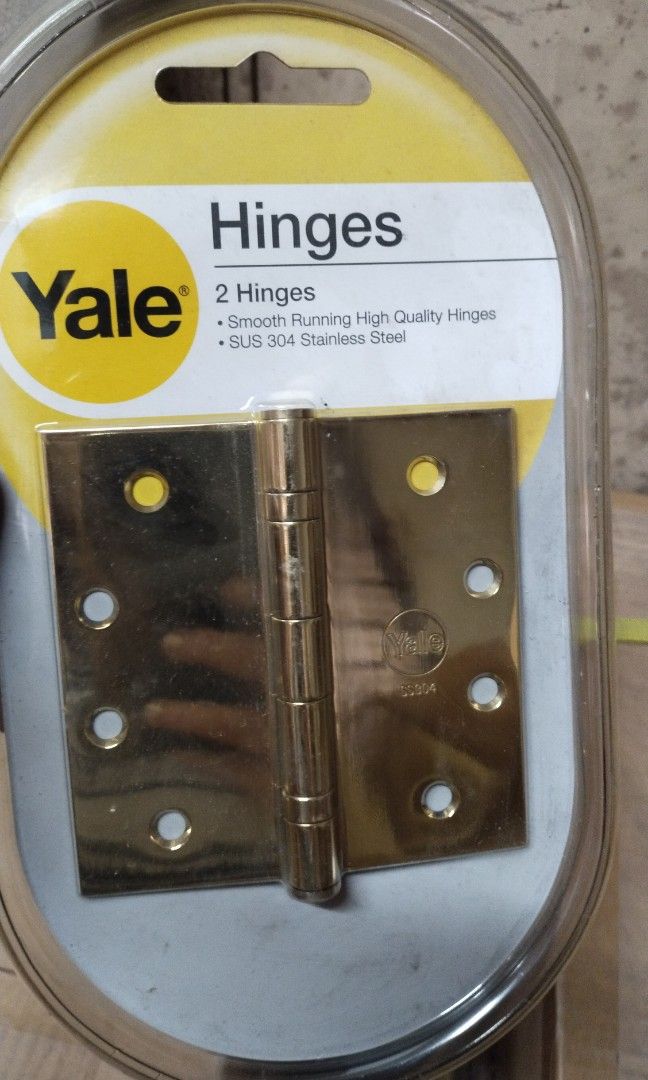 Yale®
Hinges
2 Hinges
• Smooth Running High Quality Hinges
• SUS 304 Stainless Steel
Yale
SS304